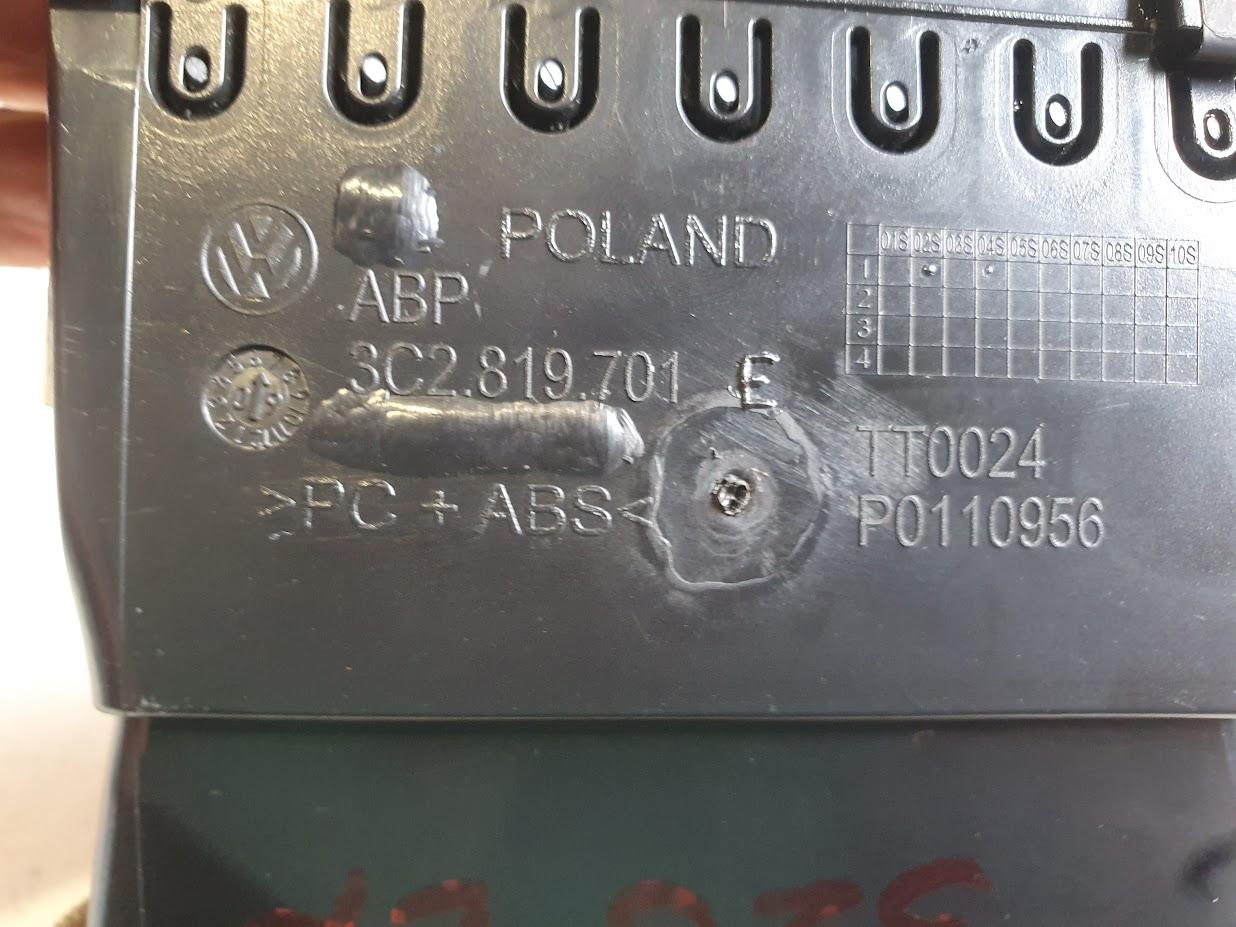 VW
POLAND
ABP
3C2.819.701 E
>PC + ABS<
01S 02S 03S 04S 05S 06S 07S 08S 09S 10S
1
2
3
4
TT0024
P0110956